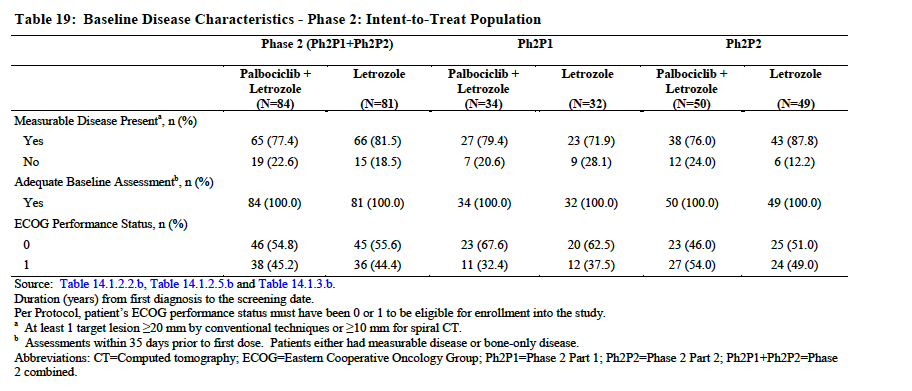 Table 19: Baseline Disease Characteristics - Phase 2: Intent-to-Treat Population
Phase 2 (Ph2P1+Ph2P2) Ph2P1 Ph2P2
Palbociclib + Letrozole Palbociclib + Letrozole Palbociclib + Letrozole
Letrozole Letrozole Letrozole
(N=84) (N=81) (N=34) (N=32) (N=50) (N=49)
Measurable Disease Presentᵃ, n (%)
Yes 65 (77.4) 66 (81.5) 27 (79.4) 23 (71.9) 38 (76.0) 43 (87.8)
No 19 (22.6) 15 (18.5) 7 (20.6) 9 (28.1) 12 (24.0) 6 (12.2)
Adequate Baseline Assessmentᵇ, n (%)
Yes 84 (100.0) 81 (100.0) 34 (100.0) 32 (100.0) 50 (100.0) 49 (100.0)
ECOG Performance Status, n (%)
0 46 (54.8) 45 (55.6) 23 (67.6) 20 (62.5) 23 (46.0) 25 (51.0)
1 38 (45.2) 36 (44.4) 11 (32.4) 12 (37.5) 27 (54.0) 24 (49.0)
Source: Table 14.1.2.2.b, Table 14.1.2.5.b and Table 14.1.3.b.
Duration (years) from first diagnosis to the screening date.
Per Protocol, patient's ECOG performance status must have been 0 or 1 to be eligible for enrollment into the study.
ᵃ At least 1 target lesion ≥20 mm by conventional techniques or ≥10 mm for spiral CT.
ᵇ Assessments within 35 days prior to first dose. Patients either had measurable disease or bone-only disease.
Abbreviations: CT=Computed tomography; ECOG=Eastern Cooperative Oncology Group; Ph2P1=Phase 2 Part 1; Ph2P2=Phase 2 Part 2; Ph2P1+Ph2P2=Phase
2 combined.